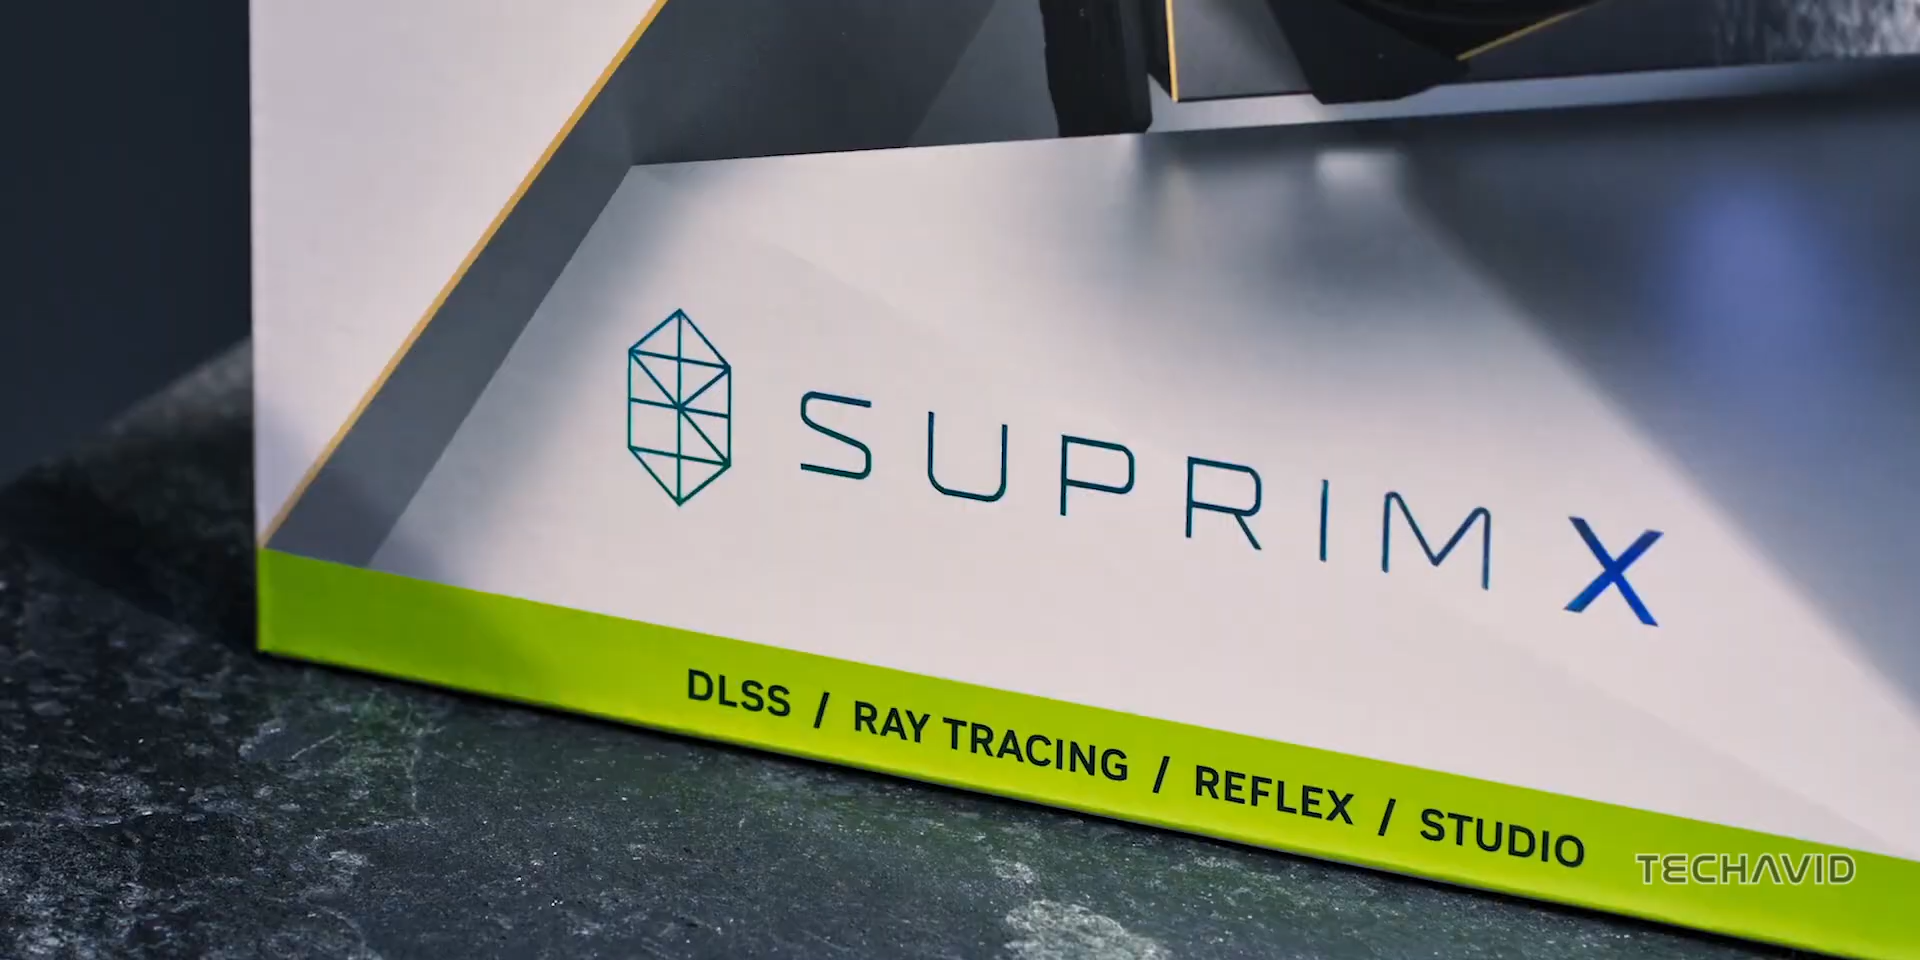 SUPRIM X
DLSS / RAY TRACING / REFLEX / STUDIO
TECHAVID